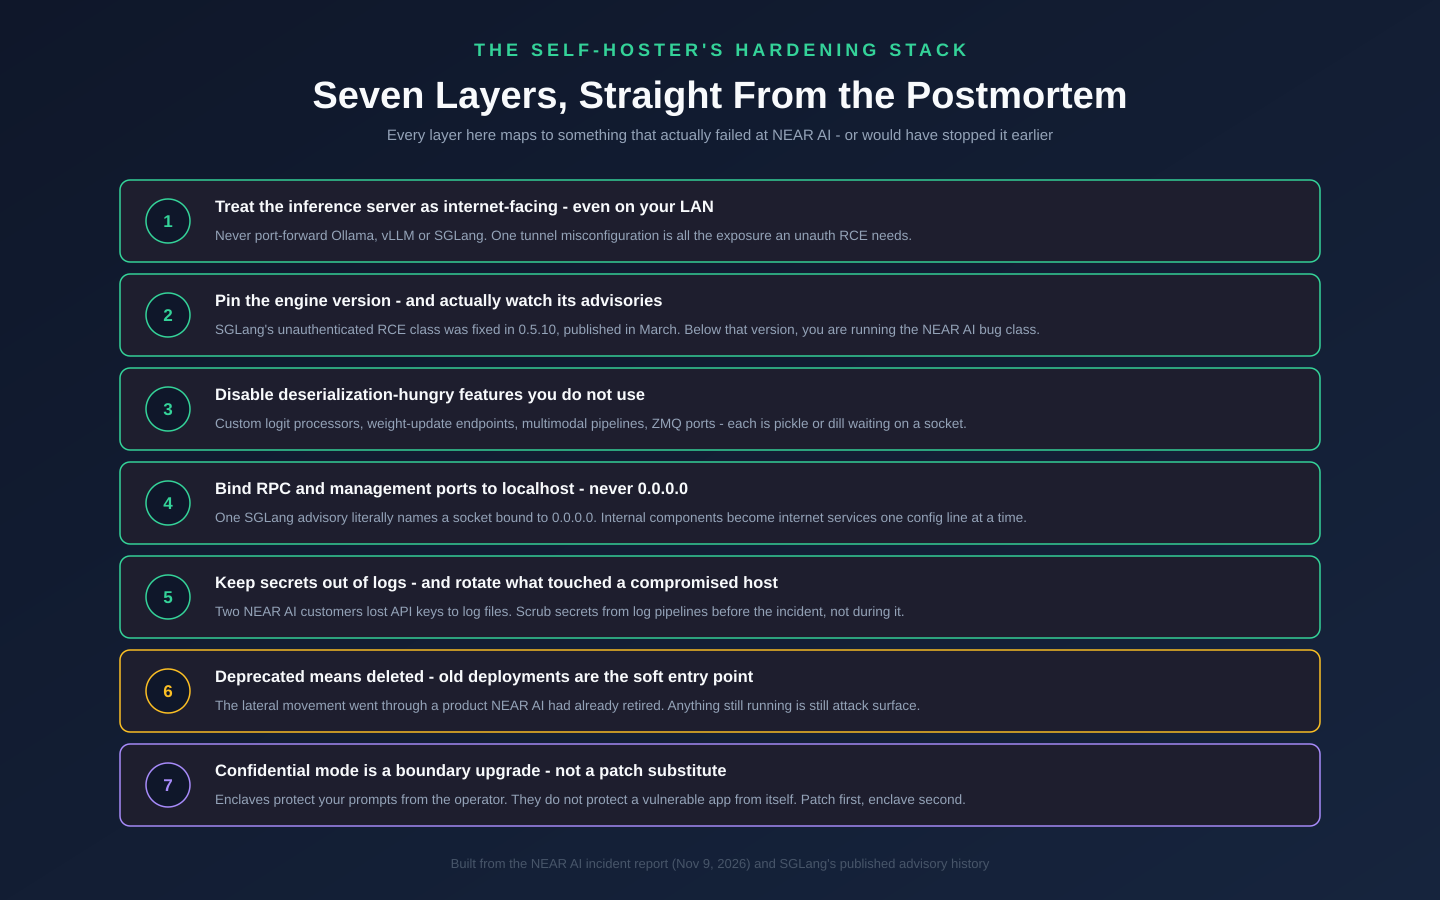 THE SELF-HOSTER'S HARDENING STACK
Seven Layers, Straight From the Postmortem
Every layer here maps to something that actually failed at NEAR AI - or would have stopped it earlier
1
Treat the inference server as internet-facing - even on your LAN
Never port-forward Ollama, vLLM or SGLang. One tunnel misconfiguration is all the exposure an unauth RCE needs.
2
Pin the engine version - and actually watch its advisories
SGLang's unauthenticated RCE class was fixed in 0.5.10, published in March. Below that version, you are running the NEAR AI bug class.
3
Disable deserialization-hungry features you do not use
Custom logit processors, weight-update endpoints, multimodal pipelines, ZMQ ports - each is pickle or dill waiting on a socket.
4
Bind RPC and management ports to localhost - never 0.0.0.0
One SGLang advisory literally names a socket bound to 0.0.0.0. Internal components become internet services one config line at a time.
5
Keep secrets out of logs - and rotate what touched a compromised host
Two NEAR AI customers lost API keys to log files. Scrub secrets from log pipelines before the incident, not during it.
6
Deprecated means deleted - old deployments are the soft entry point
The lateral movement went through a product NEAR AI had already retired. Anything still running is still attack surface.
7
Confidential mode is a boundary upgrade - not a patch substitute
Enclaves protect your prompts from the operator. They do not protect a vulnerable app from itself. Patch first, enclave second.
Built from the NEAR AI incident report (Nov 9, 2026) and SGLang's published advisory history